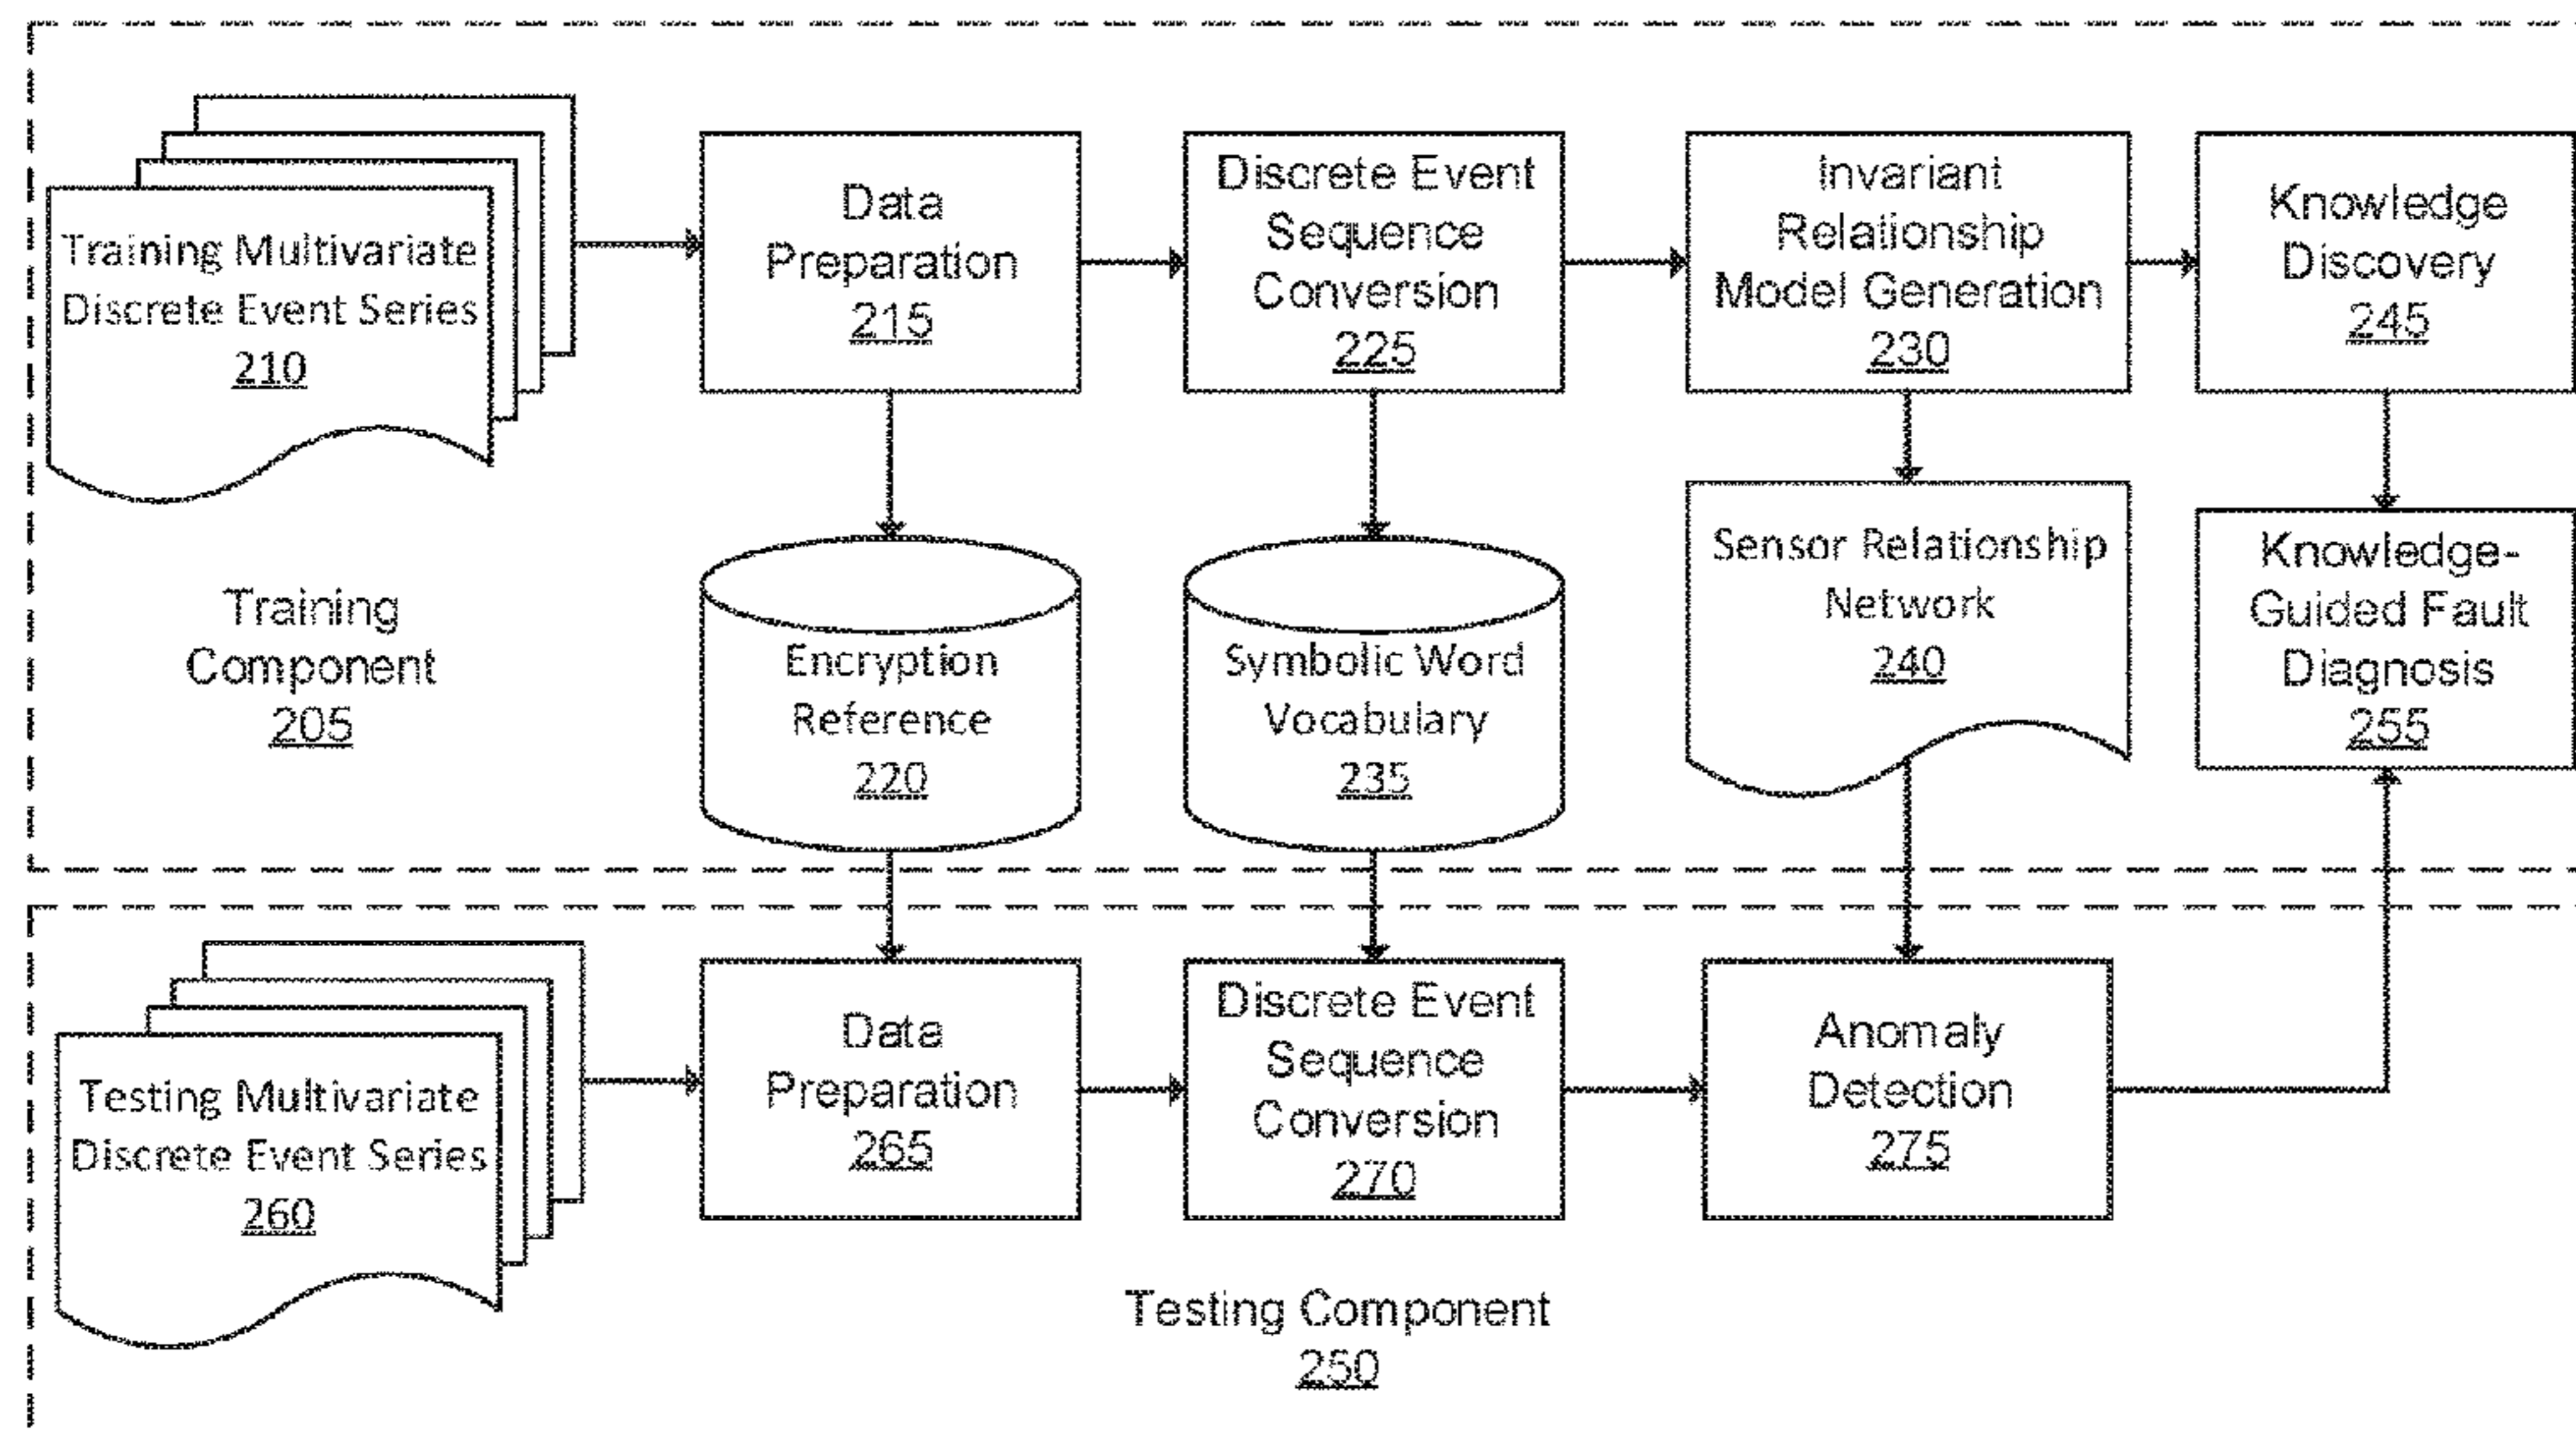 Training Multivariate
Discrete Event Series
210
Data
Preparation
215
Discrete Event
Sequence
Conversion
225
Invariant
Relationship
Model Generation
230
Knowledge
Discovery
245
Training
Component
205
Encryption
Reference
220
Symbolic Word
Vocabulary
235
Sensor Relationship
Network
240
Knowledge-
Guided Fault
Diagnosis
255
Testing Multivariate
Discrete Event Series
260
Data
Preparation
265
Discrete Event
Sequence
Conversion
270
Anomaly
Detection
275
Testing Component
250